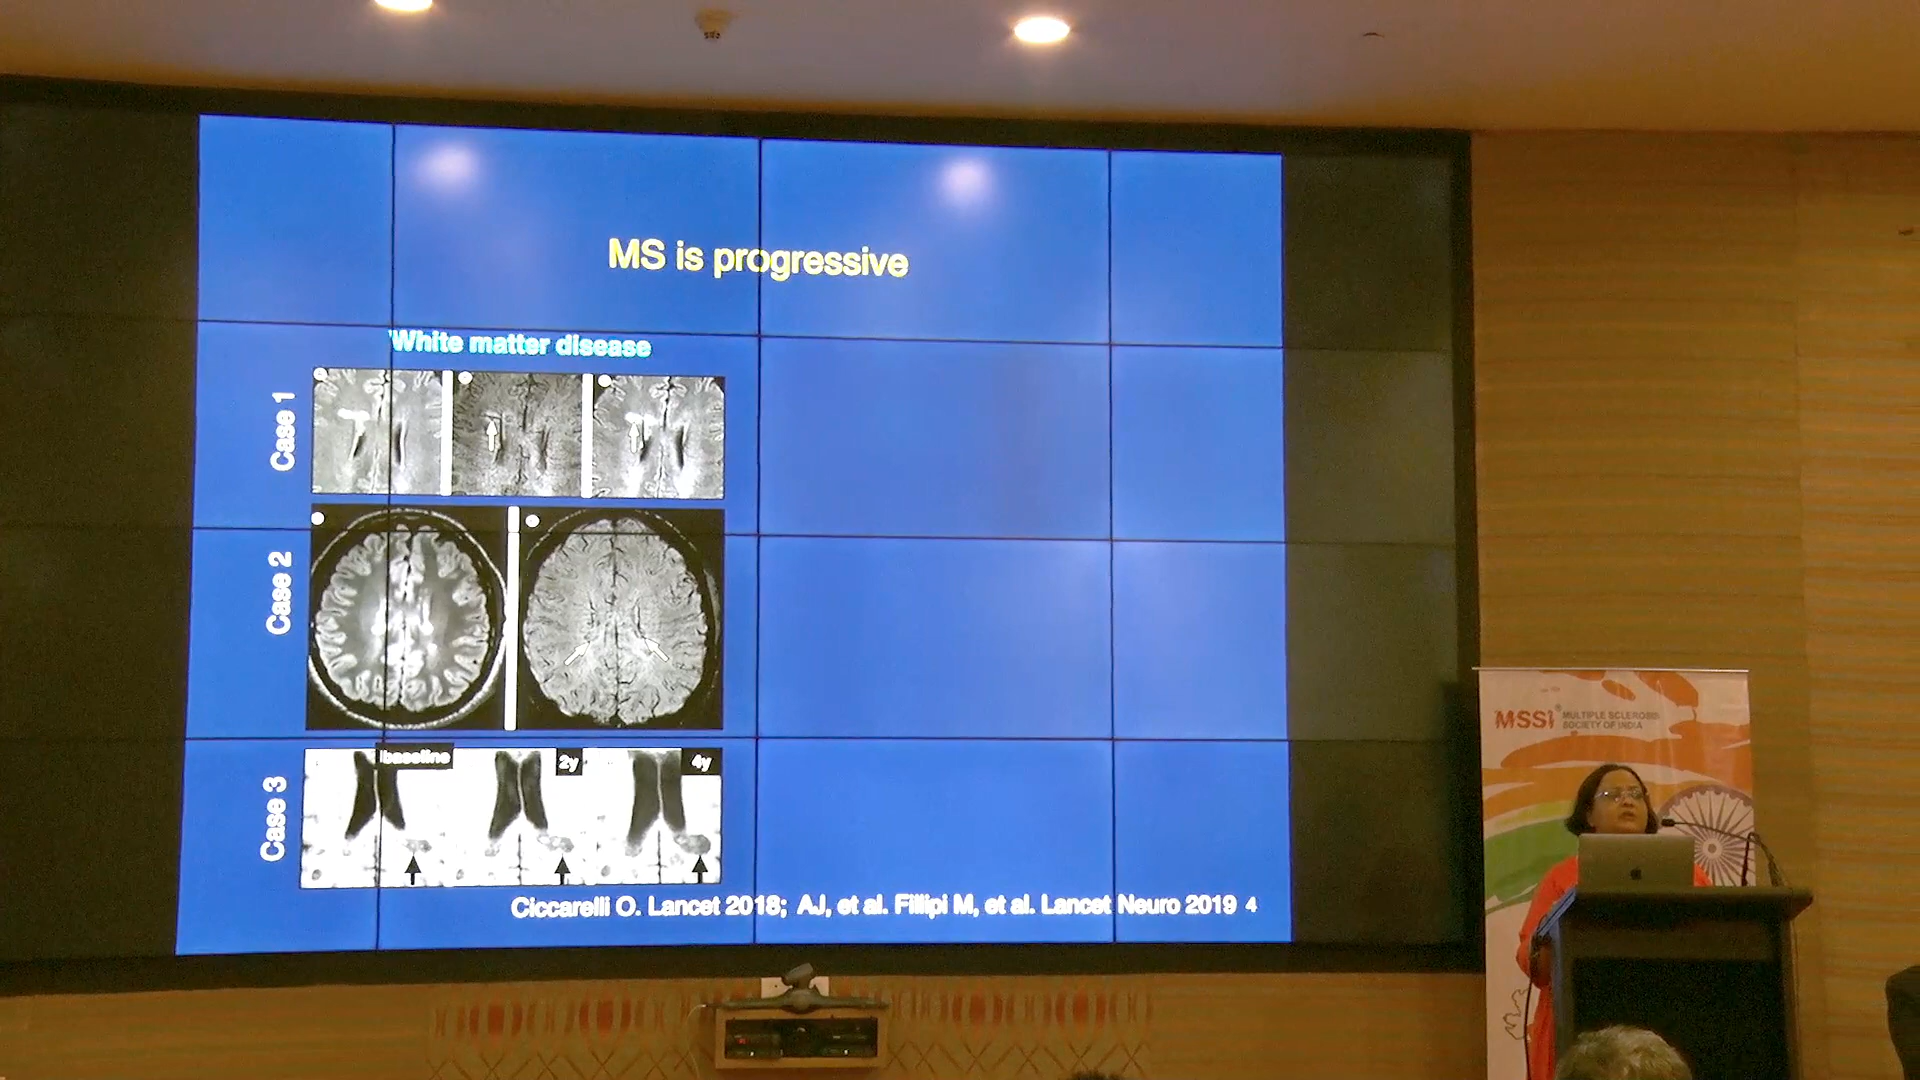 MS is progressive
White matter disease
Case 1
Case 2
Case 3
baseline
2y
4y
Ciccarelli O. Lancet 2018; AJ, et al. Fillipi M, et al. Lancet Neuro 2019 4
MSSI® MULTIPLE SCLEROSIS
SOCIETY OF INDIA